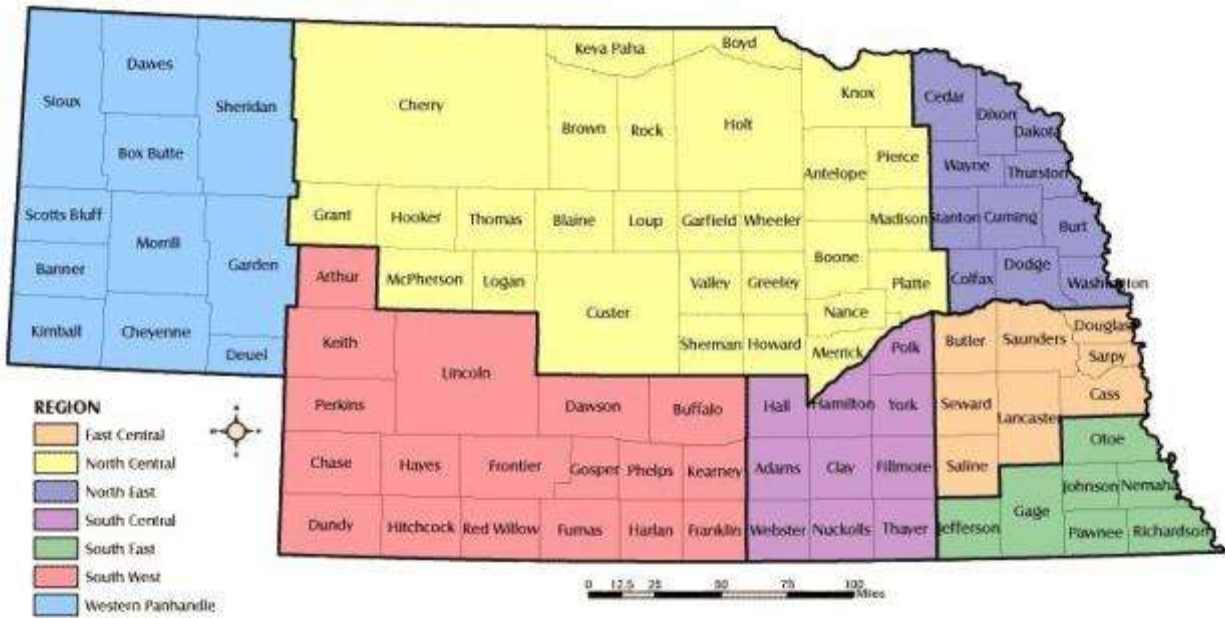 Keya Paha Boyd
Dawes
Sioux Sheridan Cherry Knox Cedar
Brown Rock Holt Dixon
Dakota
Box Butte Pierce Wayne
Antelope Thurston
Scotts Bluff Grant Hooker Thomas Blaine Loup Garfield Wheeler Madison Stanton Cuming
Morrill Burt
Banner Garden Arthur McPherson Logan Valley Greeley Boone Platte Colfax Dodge Washington
Custer Nance
Kimball Cheyenne Deuel Keith Sherman Howard Merrick Polk Butler Saunders Douglas
Sarpy
Lincoln
Perkins Dawson Buffalo Hall Hamilton York Seward Lancaster Cass
Otoe
Chase Hayes Frontier Gosper Phelps Kearney Adams Clay Fillmore Saline
Johnson Nemaha
Dundy Hitchcock Red Willow Furnas Harlan Franklin Webster Nuckolls Thayer Jefferson Gage Pawnee Richardson
REGION
East Central
North Central
North East
South Central
South East
South West
Western Panhandle
0 12.5 25 50 75 100
Miles